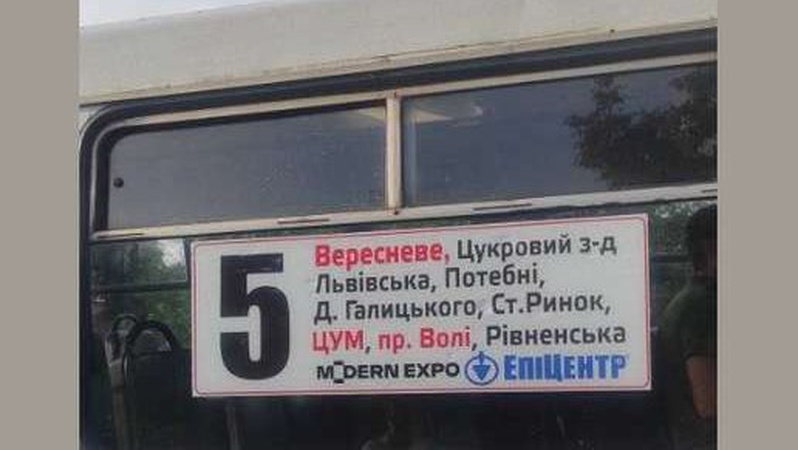 5
Вересневе, Цукровий з-д
Львівська, Потебні,
Д. Галицького, Ст.Ринок,
ЦУМ, пр. Волі, Рівненська
MODERN EXPO ЕПІЦЕНТР